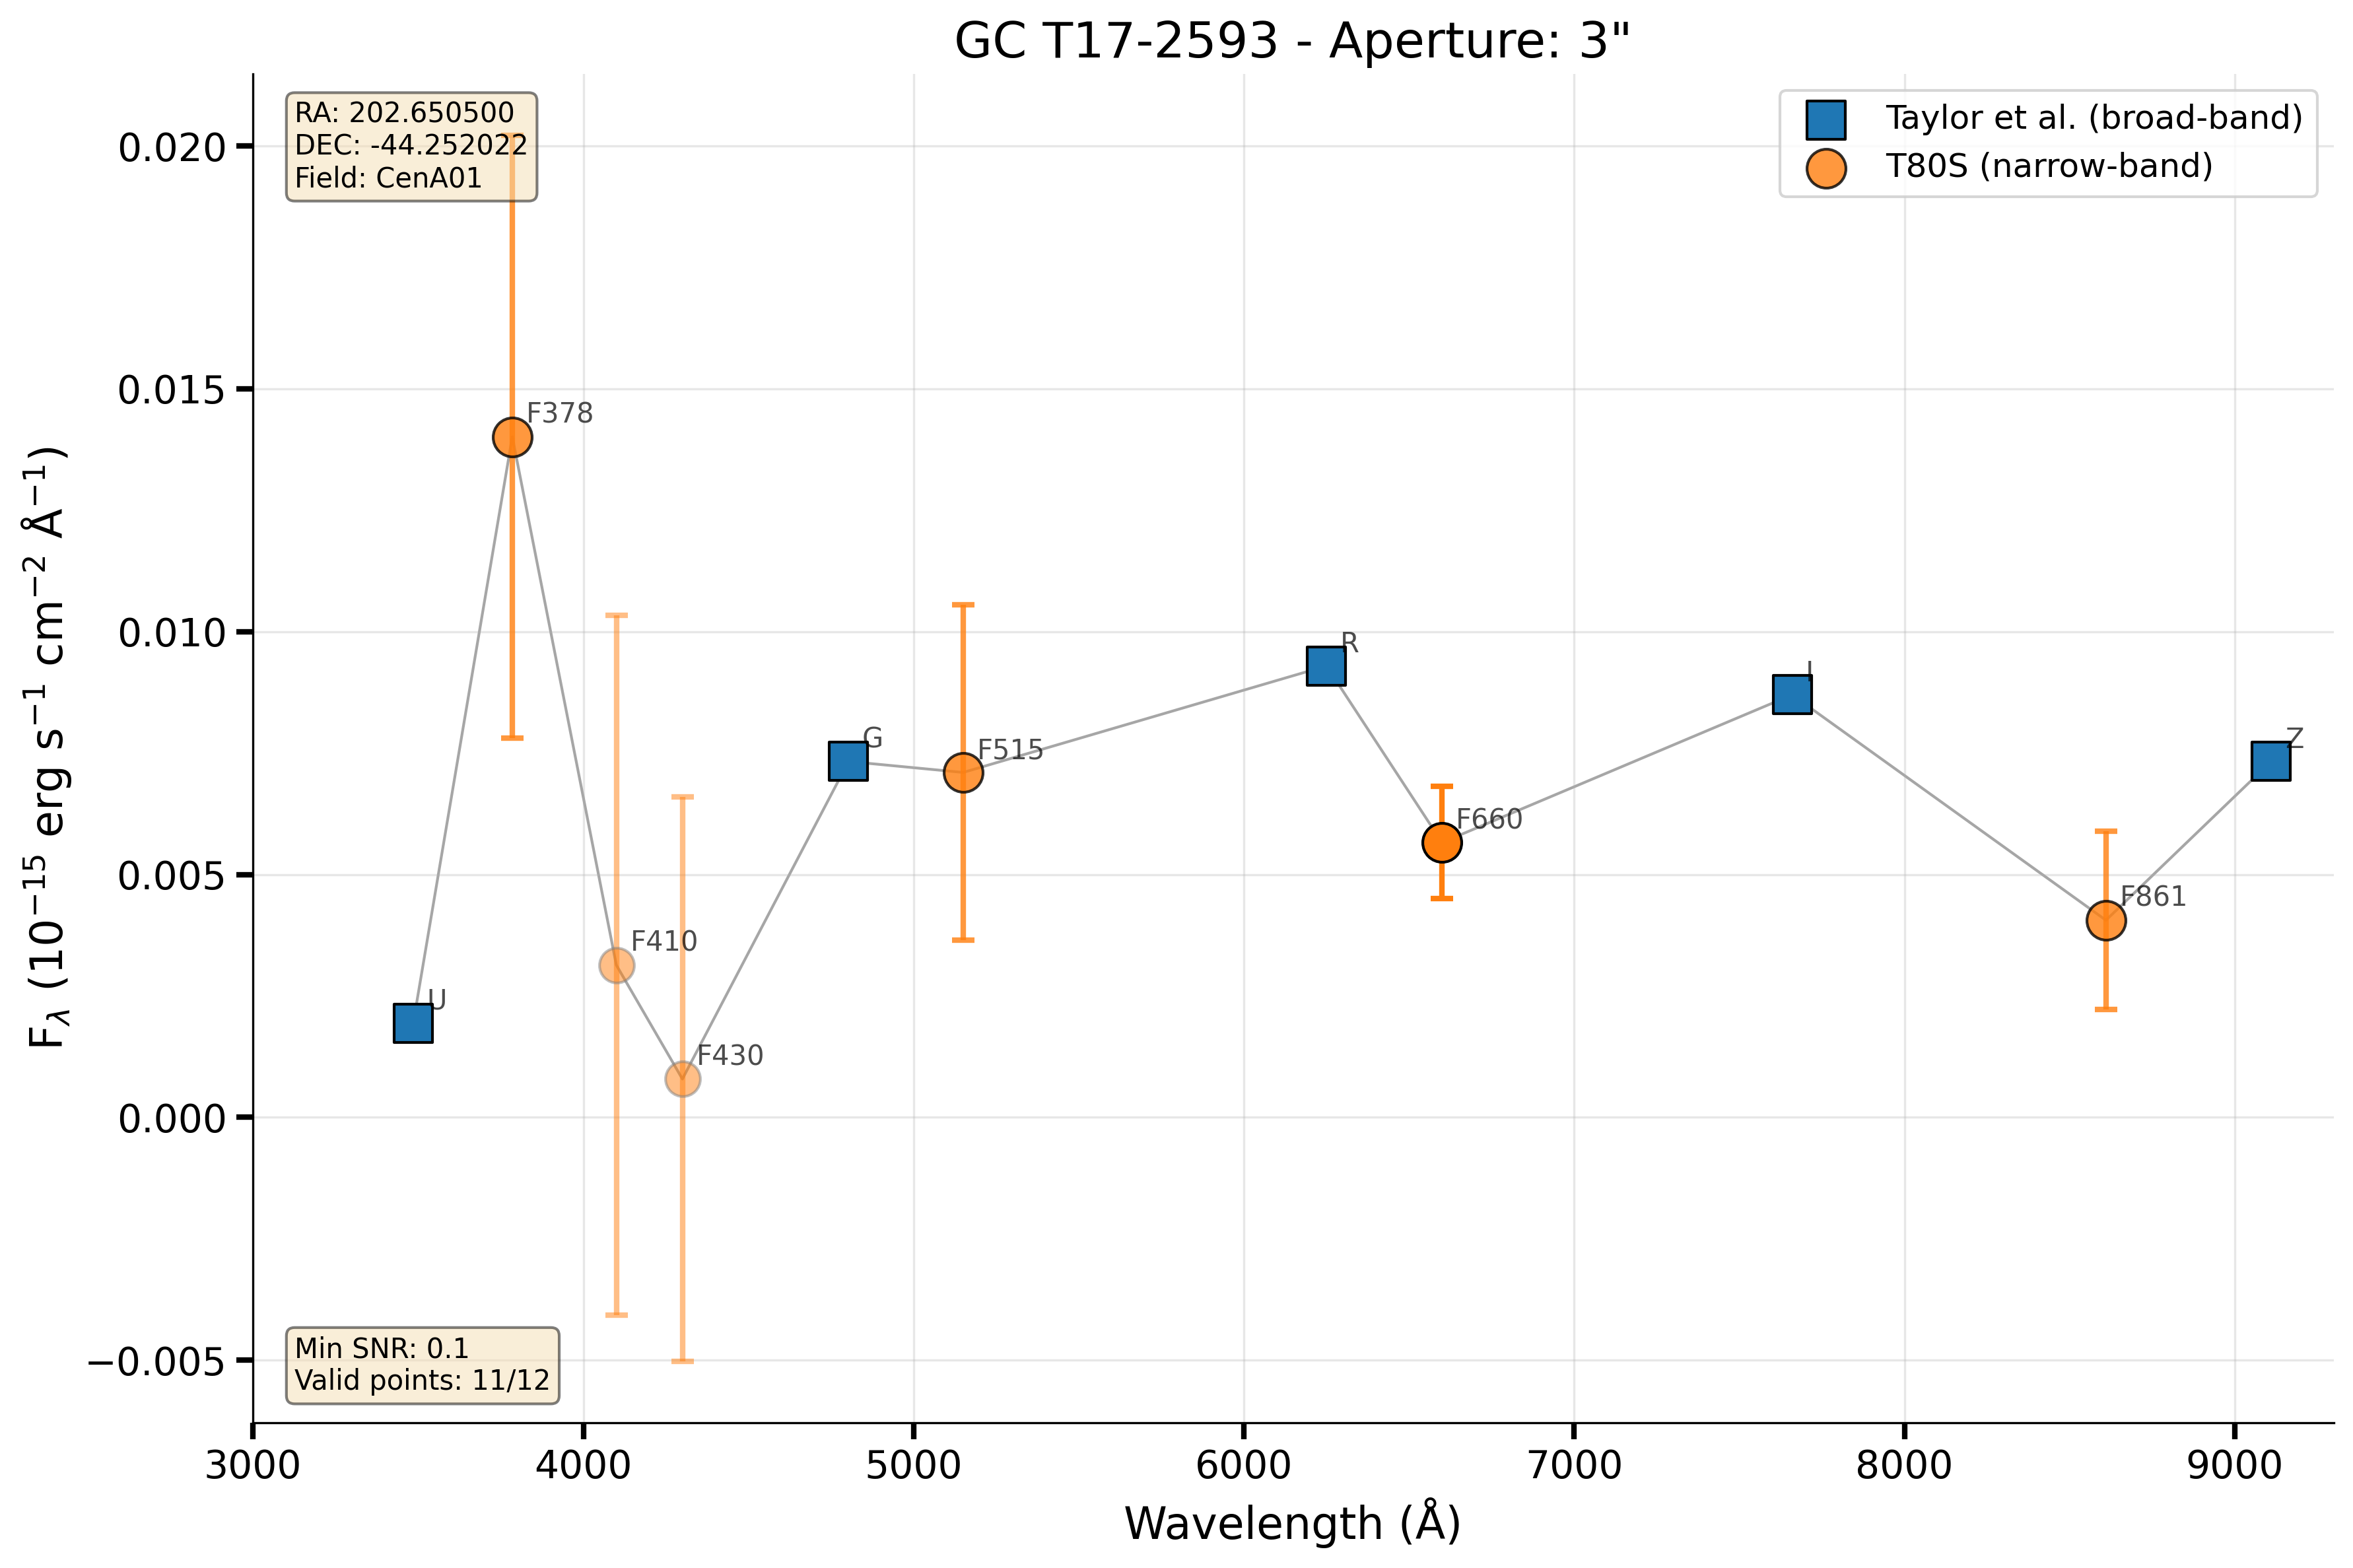 GC T17-2593 - Aperture: 3"
RA: 202.650500
DEC: -44.252022
Field: CenA01
Taylor et al. (broad-band)
T80S (narrow-band)
0.020
0.015
0.010
0.005
0.000
−0.005
F_λ (10⁻¹⁵ erg s⁻¹ cm⁻² Å⁻¹)
U
F378
F410
F430
G
F515
R
F660
I
F861
Z
Min SNR: 0.1
Valid points: 11/12
3000 4000 5000 6000 7000 8000 9000
Wavelength (Å)